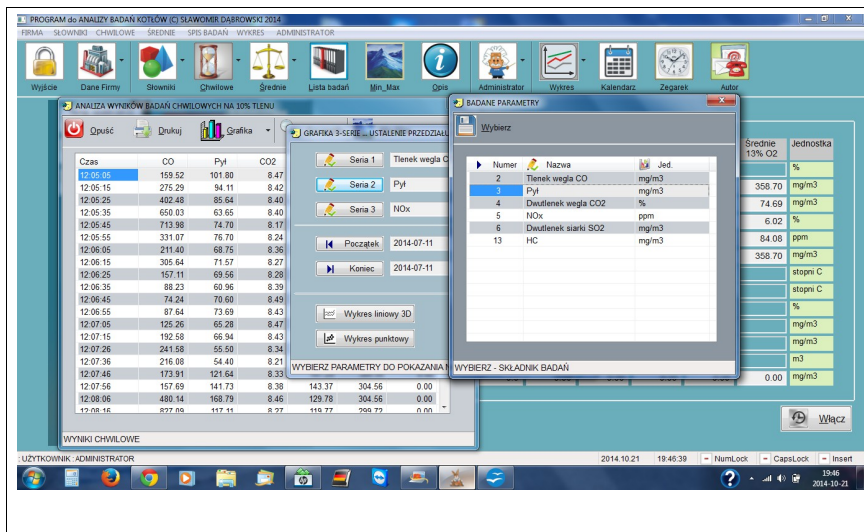 PROGRAM do ANALIZY BADAŃ KOTŁÓW (C) SŁAWOMIR DĄBROWSKI 2014
FIRMA SŁOWNIKI CHWILOWE ŚREDNIE SPIS BADAŃ WYKRES ADMINISTRATOR
Wyjście Dane Firmy Słowniki Chwilowe Średnie Lista badań Min_Max Opis Administrator Wykres Kalendarz Zegarek Autor
ANALIZA WYNIKÓW BADAŃ CHWILOWYCH NA 10% TLENU
Opuść Drukuj Grafika
Czas CO Pył CO2
12:05:05 159.52 101.80 8.47
12:05:15 275.29 94.11 8.42
12:05:25 402.48 85.64 8.40
12:05:35 650.03 63.65 8.40
12:05:45 713.98 74.70 8.17
12:05:55 331.07 76.70 8.24
12:06:05 211.40 68.75 8.36
12:06:15 305.64 71.57 8.27
12:06:25 157.11 69.56 8.28
12:06:35 88.23 60.96 8.39
12:06:45 74.24 70.60 8.49
12:06:55 87.64 73.69 8.43
12:07:05 125.26 65.28 8.47
12:07:15 192.58 66.94 8.43
12:07:26 241.58 55.50 8.34
12:07:36 216.08 54.40 8.21
12:07:46 173.91 121.64 8.33
12:07:56 157.69 141.73 8.38 143.37 304.56 0.00
12:08:06 480.14 168.79 8.46 129.78 304.56 0.00
12:08:16 827.09 117.11 8.27 119.77 299.72 0.00
WYNIKI CHWILOWE
GRAFIKA 3-SERIE ... USTALENIE PRZEDZIAŁU
Seria 1 Tlenek wegla C
Seria 2 Pył
Seria 3 NOx
Początek 2014-07-11
Koniec 2014-07-11
Wykres liniowy 3D
Wykres punktowy
WYBIERZ PARAMETRY DO POKAZANIA
BADANE PARAMETRY
Wybierz
Numer Nazwa Jed.
2 Tlenek wegla CO mg/m3
3 Pył mg/m3
4 Dwutlenek wegla CO2 %
5 NOx ppm
6 Dwutlenek siarki SO2 mg/m3
13 HC mg/m3
WYBIERZ - SKŁADNIK BADAŃ
Średnie Jednostka
13% O2
%
358.70 mg/m3
74.69 mg/m3
6.02 %
84.08 ppm
358.70 mg/m3
stopni C
stopni C
%
mg/m3
mg/m3
m3
0.00 mg/m3
Włącz
UŻYTKOWNIK : ADMINISTRATOR 2014.10.21 19:46:39 NumLock CapsLock Insert
19:46
2014-10-21